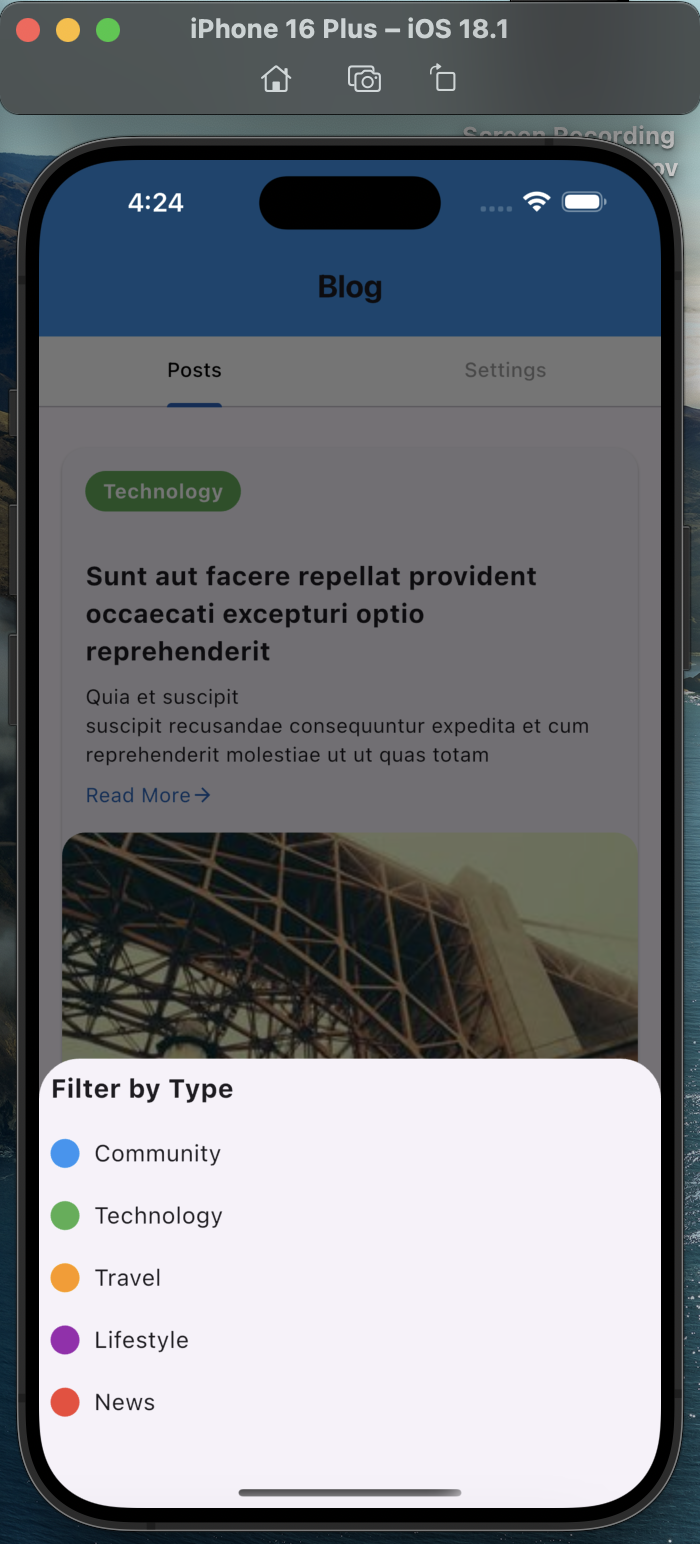 iPhone 16 Plus – iOS 18.1
Screen Recording
ov
4:24
Blog
Posts
Settings
Technology
Sunt aut facere repellat provident
occaecati excepturi optio
reprehenderit
Quia et suscipit
suscipit recusandae consequuntur expedita et cum
reprehenderit molestiae ut ut quas totam
Read More→
Filter by Type
Community
Technology
Travel
Lifestyle
News